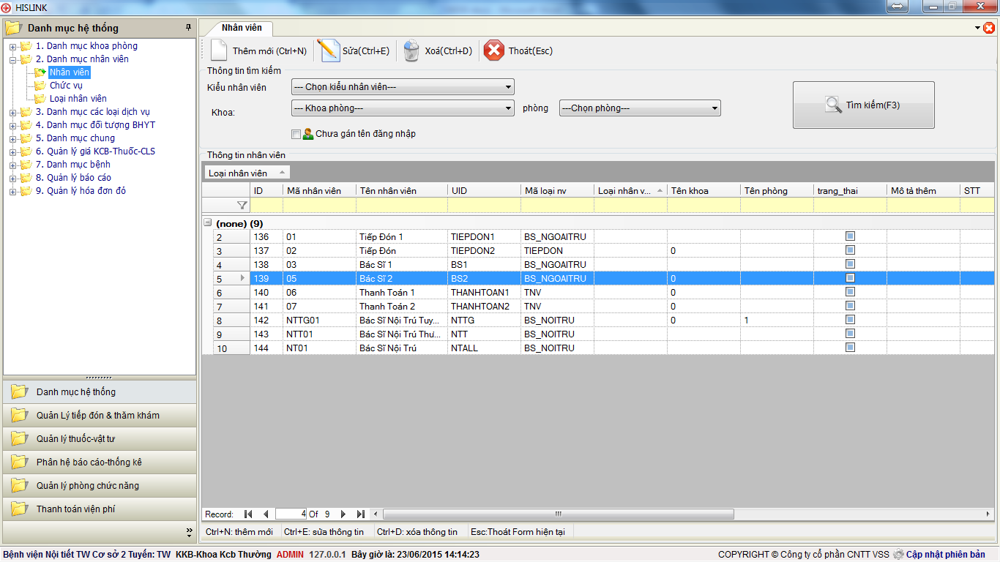 HISLINK
Danh mục hệ thống
1. Danh mục khoa phòng
2. Danh mục nhân viên
Nhân viên
Chức vụ
Loại nhân viên
3. Danh mục các loại dịch vụ
4. Danh mục đối tượng BHYT
5. Danh mục chung
6. Quản lý giá KCB-Thuốc-CLS
7. Danh mục bệnh
8. Quản lý báo cáo
9. Quản lý hóa đơn đỏ
Danh mục hệ thống
Quản Lý tiếp đón & thăm khám
Quản lý thuốc-vật tư
Phân hệ báo cáo-thống kê
Quản lý phòng chức năng
Thanh toán viện phí
Nhân viên
Thêm mới (Ctrl+N) Sửa(Ctrl+E) Xoá(Ctrl+D) Thoát(Esc)
Thông tin tìm kiếm
Kiểu nhân viên --- Chọn kiểu nhân viên---
Khoa: --- Khoa phòng--- phòng ---Chọn phòng---
Tìm kiếm(F3)
Chưa gán tên đăng nhập
Thông tin nhân viên
Loại nhân viên
ID Mã nhân viên Tên nhân viên UID Mã loại nv Loại nhân v... Tên khoa Tên phòng trang_thai Mô tả thêm STT
(none) (9)
2 136 01 Tiếp Đón 1 TIEPDON1 BS_NGOAITRU
3 137 02 Tiếp Đón TIEPDON2 TIEPDON 0
4 138 03 Bác Sĩ 1 BS1 BS_NGOAITRU
5 139 05 Bác Sĩ 2 BS2 BS_NGOAITRU 0
6 140 06 Thanh Toán 1 THANHTOAN1 TNV 0
7 141 07 Thanh Toán 2 THANHTOAN2 TNV 0
8 142 NTTG01 Bác Sĩ Nội Trú Tuy... NTTG BS_NOITRU 0 1
9 143 NTT01 Bác Sĩ Nội Trú Thư... NTT BS_NOITRU
10 144 NT01 Bác Sĩ Nội Trú NTALL BS_NOITRU
Record: 4 Of 9
Ctrl+N: thêm mới Ctrl+E: sửa thông tin Ctrl+D: xóa thông tin Esc:Thoát Form hiện tại
Bệnh viện Nội tiết TW Cơ sở 2 Tuyến: TW KKB-Khoa Kcb Thường ADMIN 127.0.0.1 Bây giờ là: 23/06/2015 14:14:23 COPYRIGHT © Công ty cổ phần CNTT VSS Cập nhật phiên bản